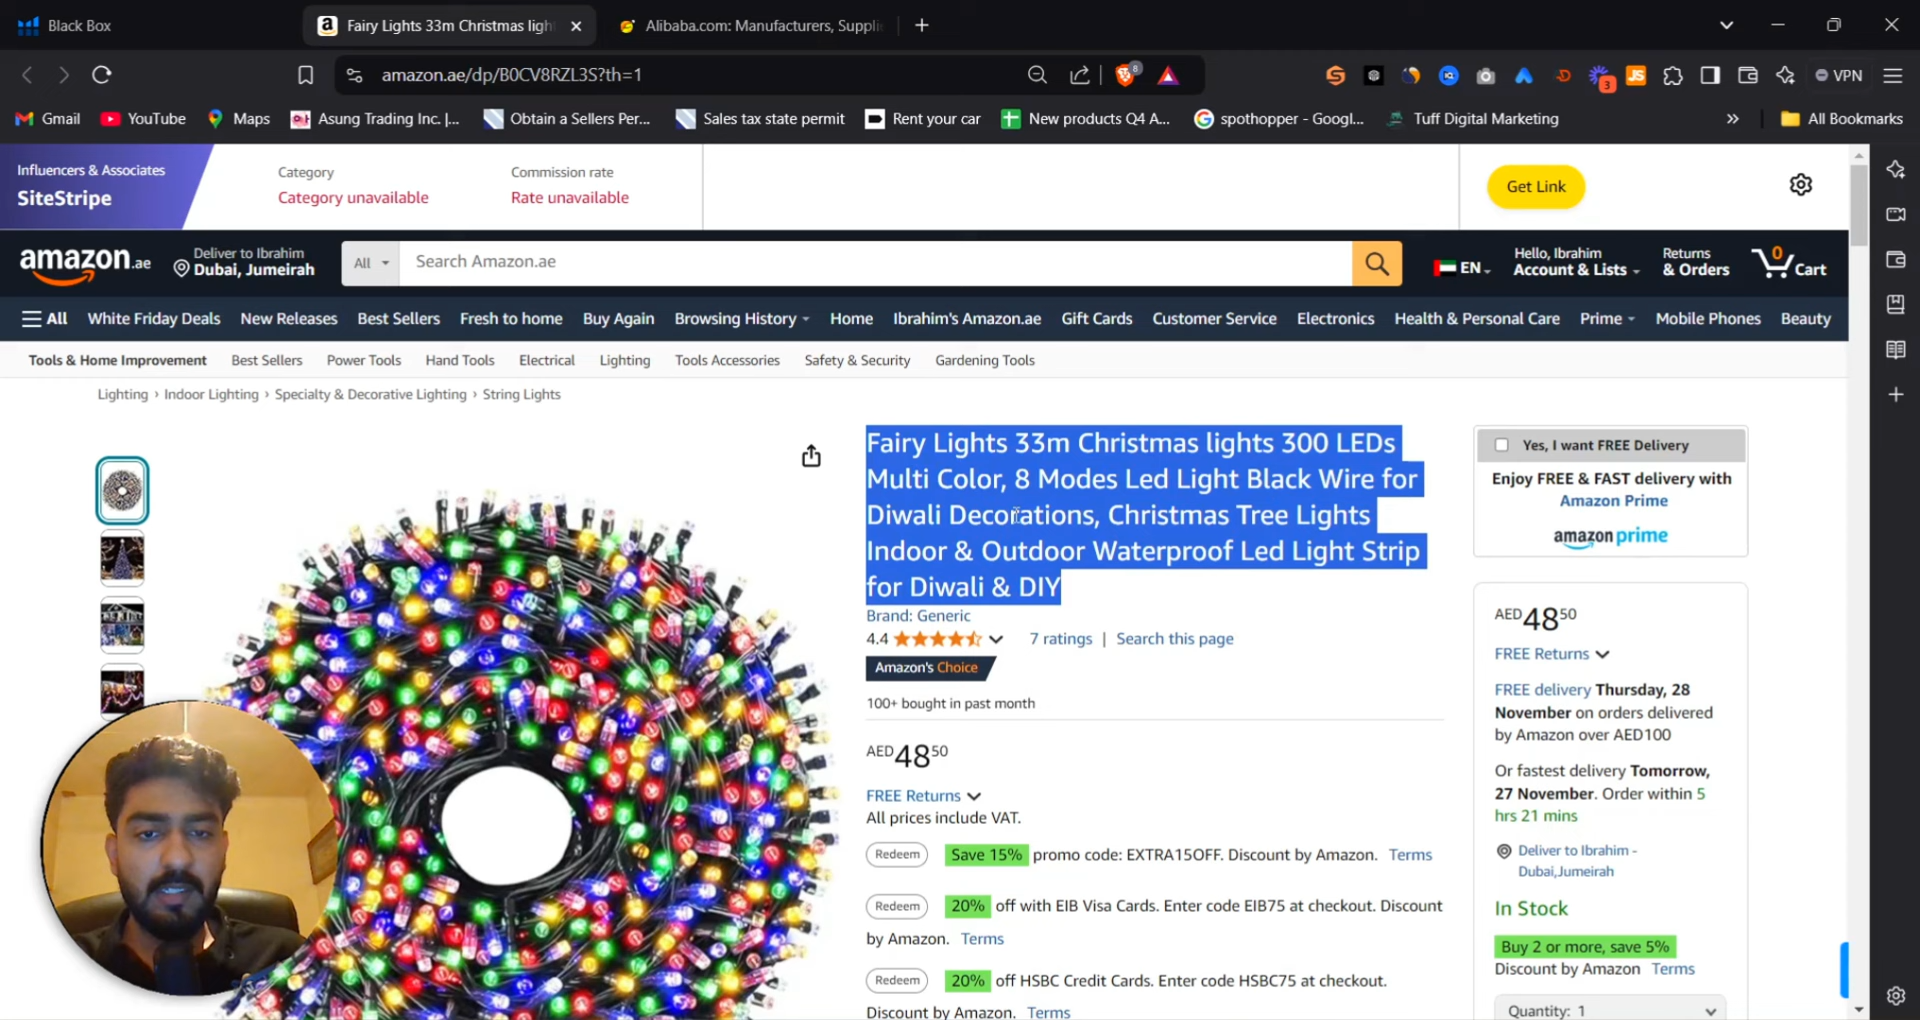 Black Box
Fairy Lights 33m Christmas ligh
Alibaba.com: Manufacturers, Suppli
amazon.ae/dp/B0CV8RZL3S?th=1
8
3
JS
VPN
Gmail
YouTube
Maps
Asung Trading Inc. |...
Obtain a Sellers Per...
Sales tax state permit
Rent your car
New products Q4 A...
spothopper - Googl...
Tuff Digital Marketing
All Bookmarks
Influencers & Associates
SiteStripe
Category
Category unavailable
Commission rate
Rate unavailable
Get Link
amazon.ae
Deliver to Ibrahim
Dubai, Jumeirah
All
Search Amazon.ae
EN
Hello, Ibrahim
Account & Lists
Returns
& Orders
0
Cart
All White Friday Deals New Releases Best Sellers Fresh to home Buy Again Browsing History Home Ibrahim's Amazon.ae Gift Cards Customer Service Electronics Health & Personal Care Prime Mobile Phones Beauty
Tools & Home Improvement Best Sellers Power Tools Hand Tools Electrical Lighting Tools Accessories Safety & Security Gardening Tools
Lighting › Indoor Lighting › Specialty & Decorative Lighting › String Lights
Fairy Lights 33m Christmas lights 300 LEDs
Multi Color, 8 Modes Led Light Black Wire for
Diwali Decorations, Christmas Tree Lights
Indoor & Outdoor Waterproof Led Light Strip
for Diwali & DIY
Brand: Generic
4.4
7 ratings | Search this page
Amazon's Choice
100+ bought in past month
AED4850
FREE Returns
All prices include VAT.
Redeem Save 15% promo code: EXTRA15OFF. Discount by Amazon. Terms
Redeem 20% off with EIB Visa Cards. Enter code EIB75 at checkout. Discount
by Amazon. Terms
Redeem 20% off HSBC Credit Cards. Enter code HSBC75 at checkout.
Discount by Amazon. Terms
Yes, I want FREE Delivery
Enjoy FREE & FAST delivery with
Amazon Prime
amazon prime
AED4850
FREE Returns
FREE delivery Thursday, 28
November on orders delivered
by Amazon over AED100
Or fastest delivery Tomorrow,
27 November. Order within 5
hrs 21 mins
Deliver to Ibrahim -
Dubai,Jumeirah
In Stock
Buy 2 or more, save 5%
Discount by Amazon Terms
Quantity: 1